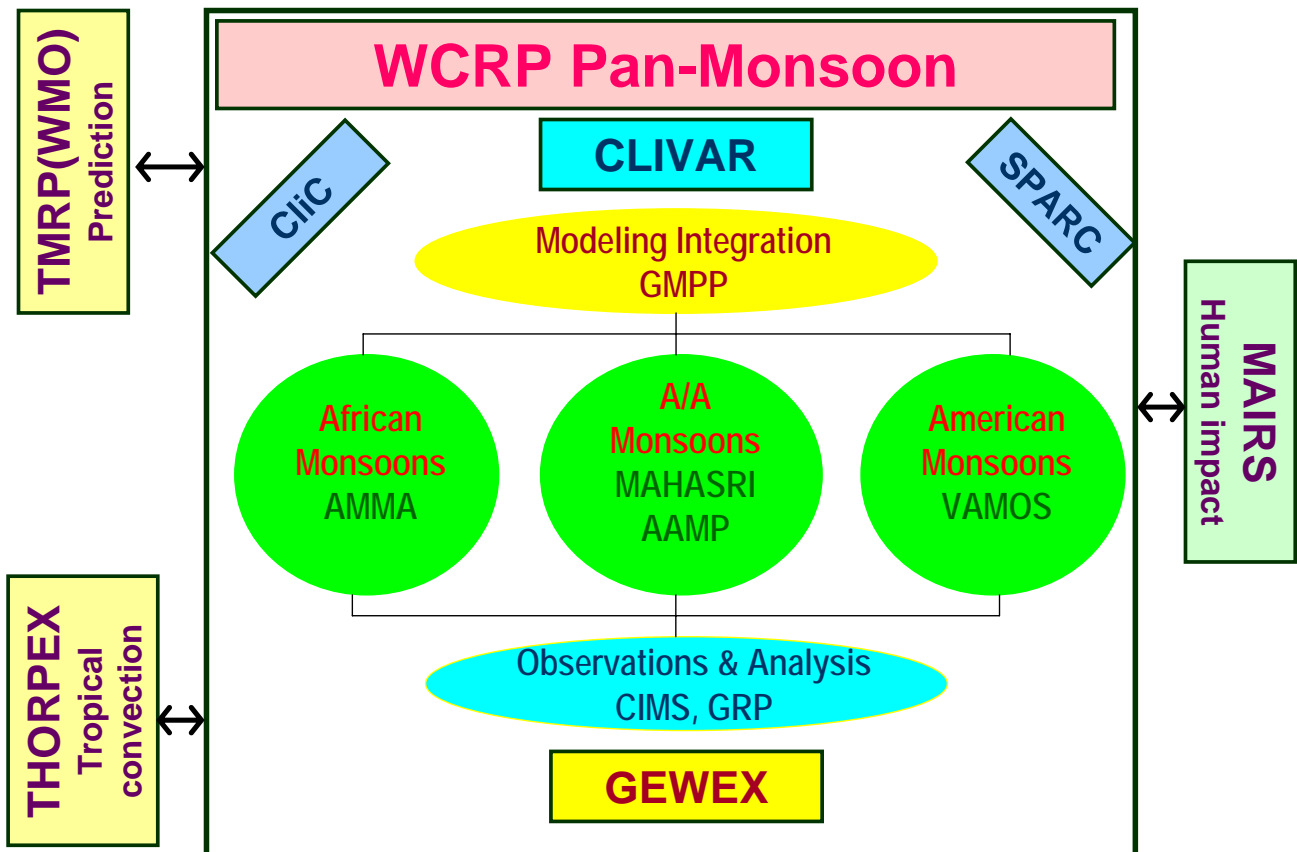 WCRP Pan-Monsoon
TMRP(WMO)
Prediction
CliC
CLIVAR
SPARC
Modeling Integration
GMPP
African
Monsoons
AMMA
A/A
Monsoons
MAHASRI
AAMP
American
Monsoons
VAMOS
MAIRS
Human impact
THORPEX
Tropical
convection
Observations & Analysis
CIMS, GRP
GEWEX